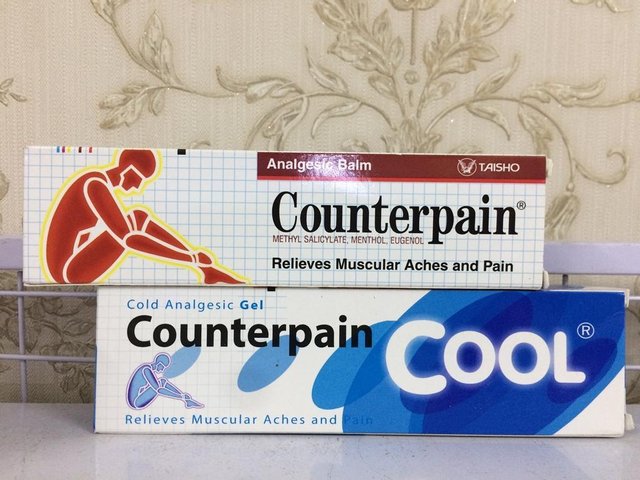 Analgesic Balm
TAISHO
Counterpain®
METHYL SALICYLATE, MENTHOL, EUGENOL
Relieves Muscular Aches and Pain
Cold Analgesic Gel
Counterpain COOL®
Relieves Muscular Aches and Pain